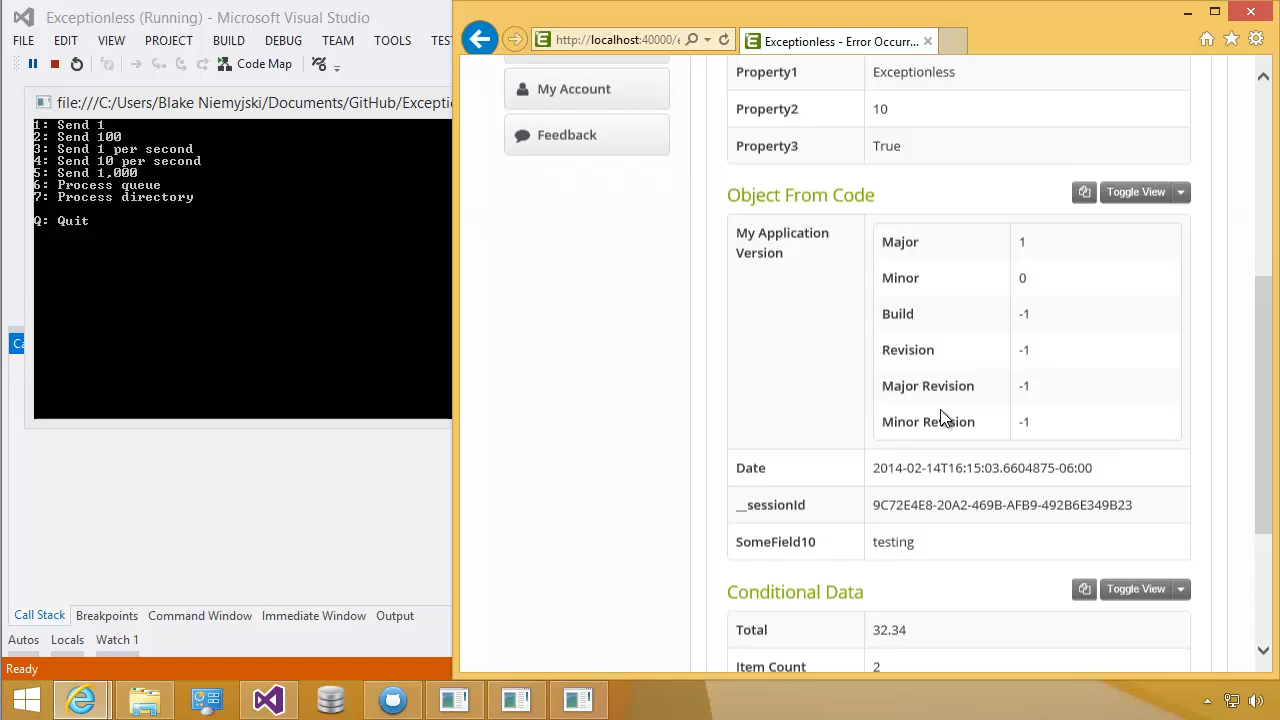 Exceptionless (Running) - Microsoft Visual Studio
FILE EDIT VIEW PROJECT BUILD DEBUG TEAM TOOLS
Code Map
file:///C:/Users/Blake Niemyjski/Documents/GitHub/Excepti
1: Send 1
2: Send 100
3: Send 1 per second
4: Send 10 per second
5: Send 1,000
6: Process queue
7: Process directory
Q: Quit
Call Stack Breakpoints Command Window Immediate Window Output
Autos Locals Watch 1
Ready
http://localhost:40000/
Exceptionless - Error Occurr...
My Account
Feedback
Property1 Exceptionless
Property2 10
Property3 True
Object From Code Toggle View
My Application
Version
Major 1
Minor 0
Build -1
Revision -1
Major Revision -1
Minor Revision -1
Date 2014-02-14T16:15:03.6604875-06:00
__sessionId 9C72E4E8-20A2-469B-AFB9-492B6E349B23
SomeField10 testing
Conditional Data Toggle View
Total 32.34
Item Count 2